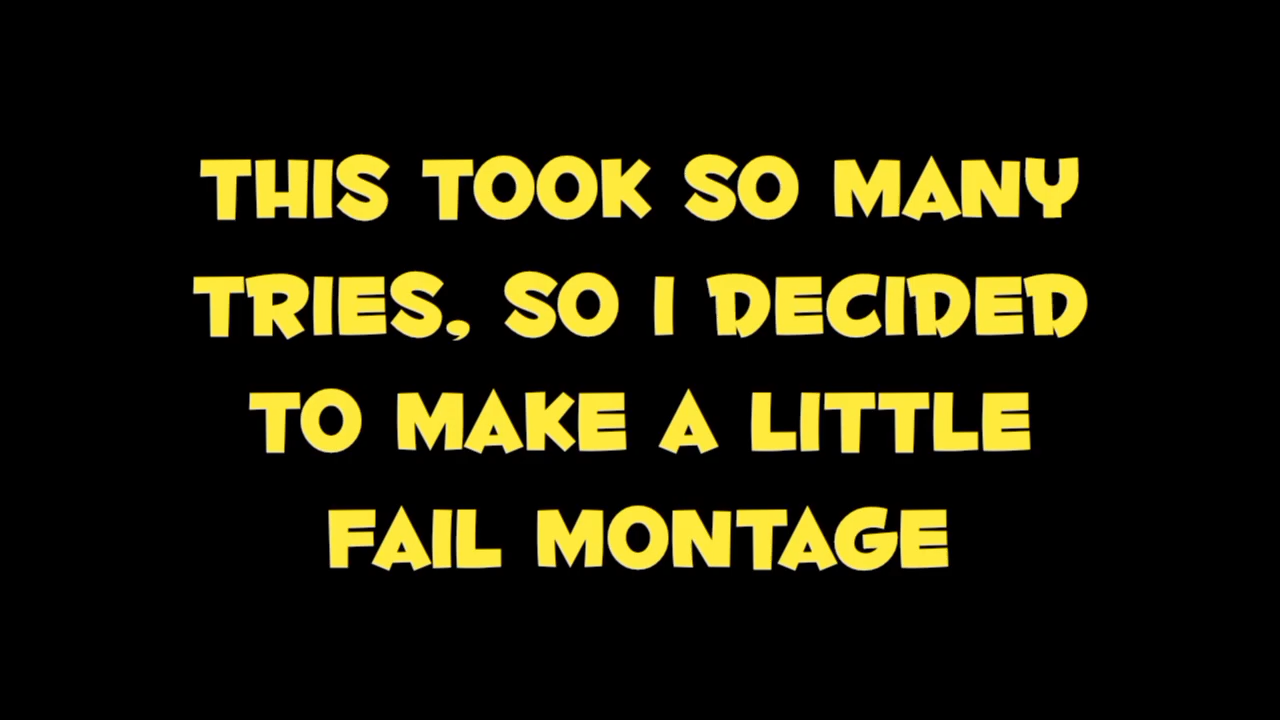 THIS TOOK SO MANY
TRIES, SO I DECIDED
TO MAKE A LITTLE
FAIL MONTAGE